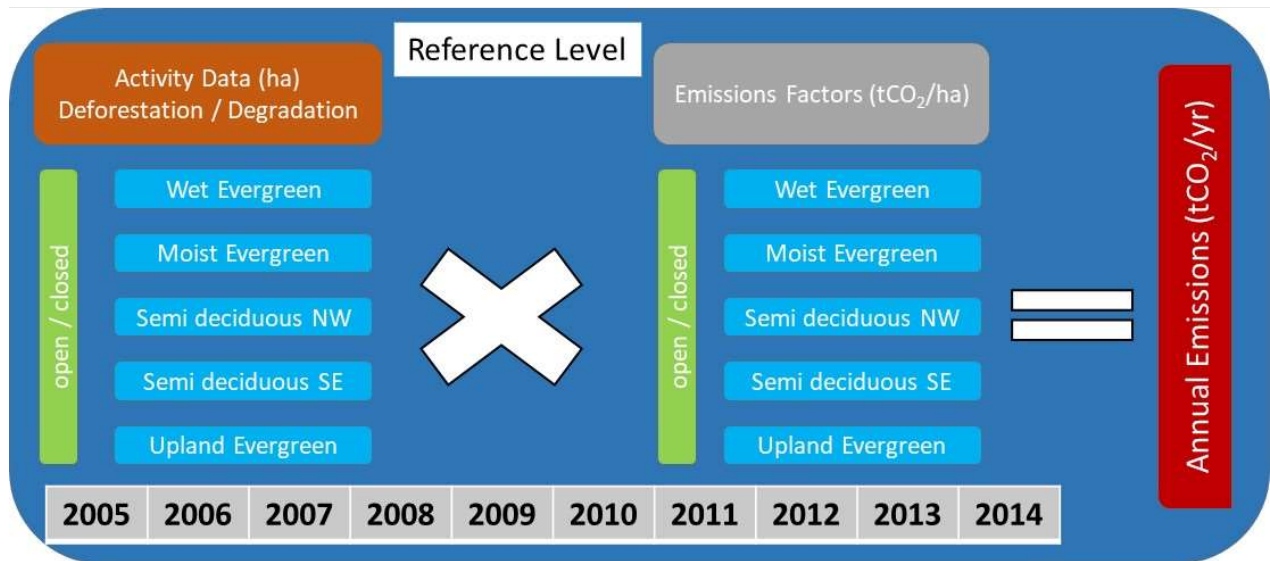 Reference Level
Activity Data (ha)
Deforestation / Degradation
open / closed
Wet Evergreen
Moist Evergreen
Semi deciduous NW
Semi deciduous SE
Upland Evergreen
Emissions Factors (tCO₂/ha)
open / closed
Wet Evergreen
Moist Evergreen
Semi deciduous NW
Semi deciduous SE
Upland Evergreen
Annual Emissions (tCO₂/yr)
2005 2006 2007 2008 2009 2010 2011 2012 2013 2014